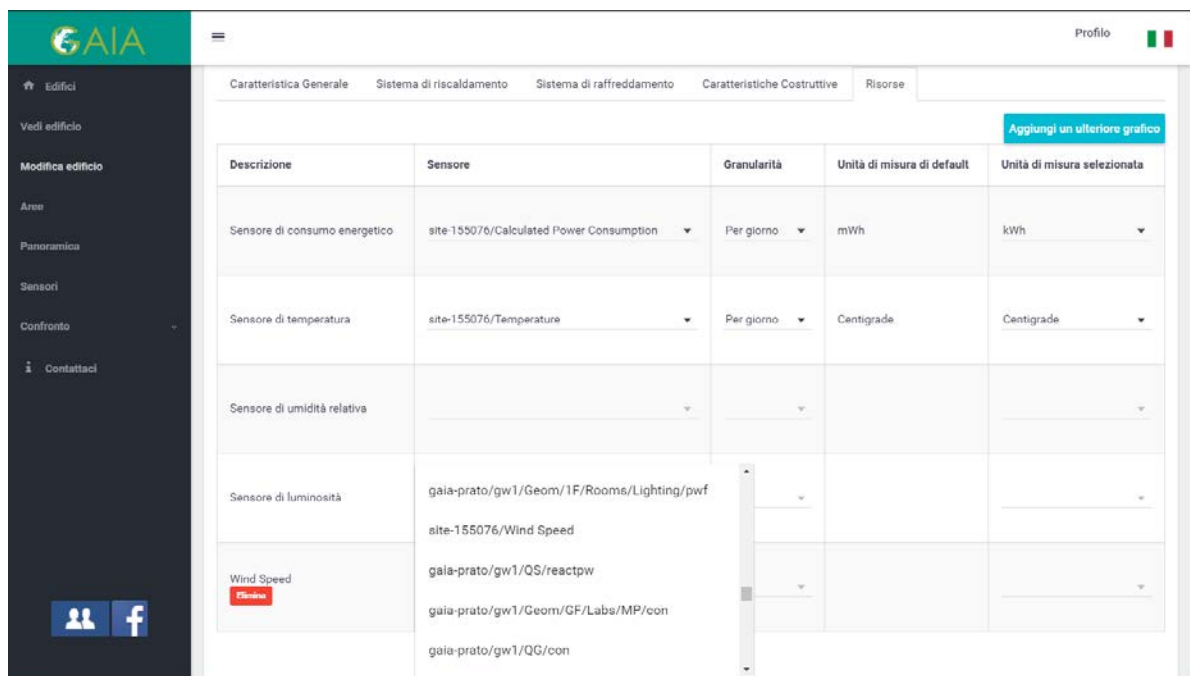 GAIA
Profilo
Edifici
Vedi edificio
Modifica edificio
Aree
Panoramica
Sensori
Confronto
Contattaci
Caratteristica Generale Sistema di riscaldamento Sistema di raffreddamento Caratteristiche Costruttive Risorse
Aggiungi un ulteriore grafico
Descrizione Sensore Granularità Unità di misura di default Unità di misura selezionata
Sensore di consumo energetico site-155076/Calculated Power Consumption Per giorno mWh kWh
Sensore di temperatura site-155076/Temperature Per giorno Centigrade Centigrade
Sensore di umidità relativa
Sensore di luminosità
gaia-prato/gw1/Geom/1F/Rooms/Lighting/pwf
site-155076/Wind Speed
gaia-prato/gw1/QS/reactpw
gaia-prato/gw1/Geom/GF/Labs/MP/con
gaia-prato/gw1/QG/con
Wind Speed
Elimina
f